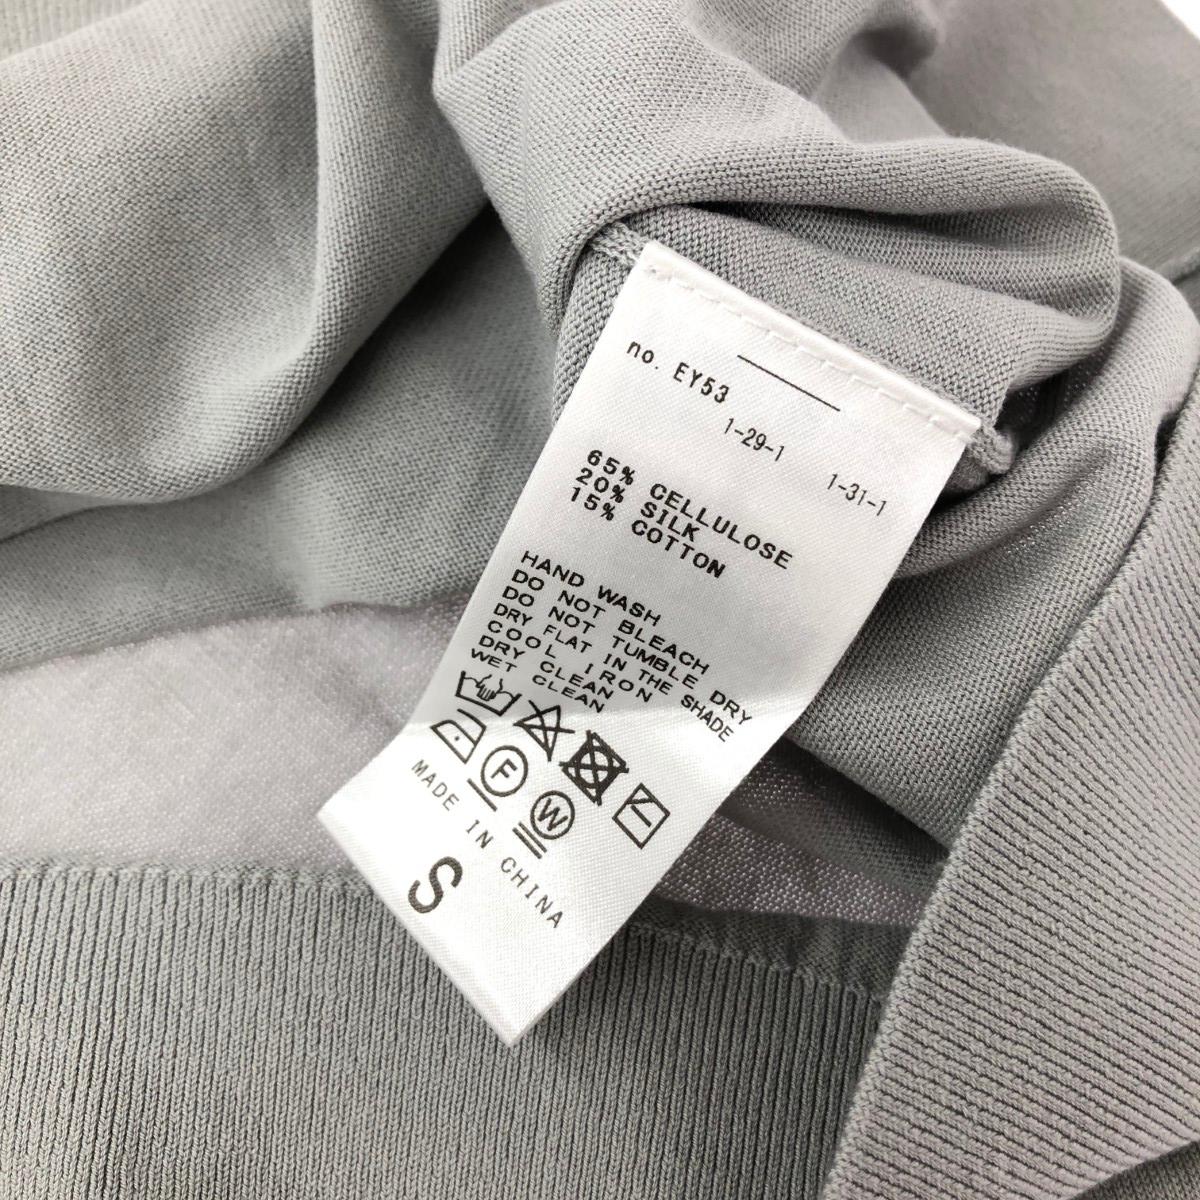 no. EY53
1-29-1 1-31-1
65% CELLULOSE
20% SILK
15% COTTON
HAND WASH
DO NOT BLEACH
DO NOT TUMBLE DRY
DRY FLAT IN THE SHADE
COOL IRON
DRY CLEAN
WET CLEAN
F
W
MADE IN CHINA
S